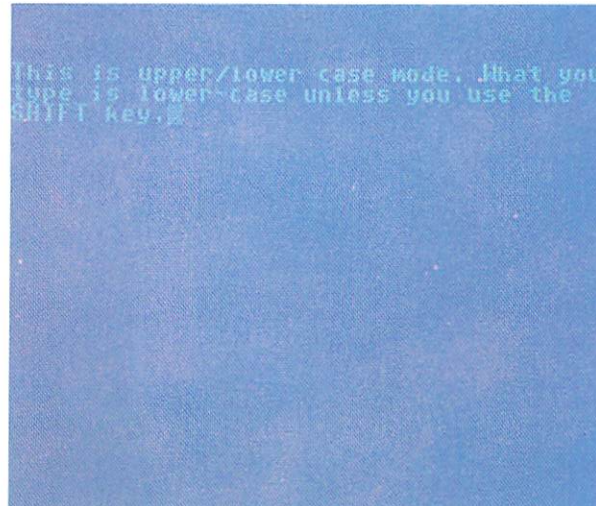 This is upper/lower case mode. What you
type is lower-case unless you use the
SHIFT key.